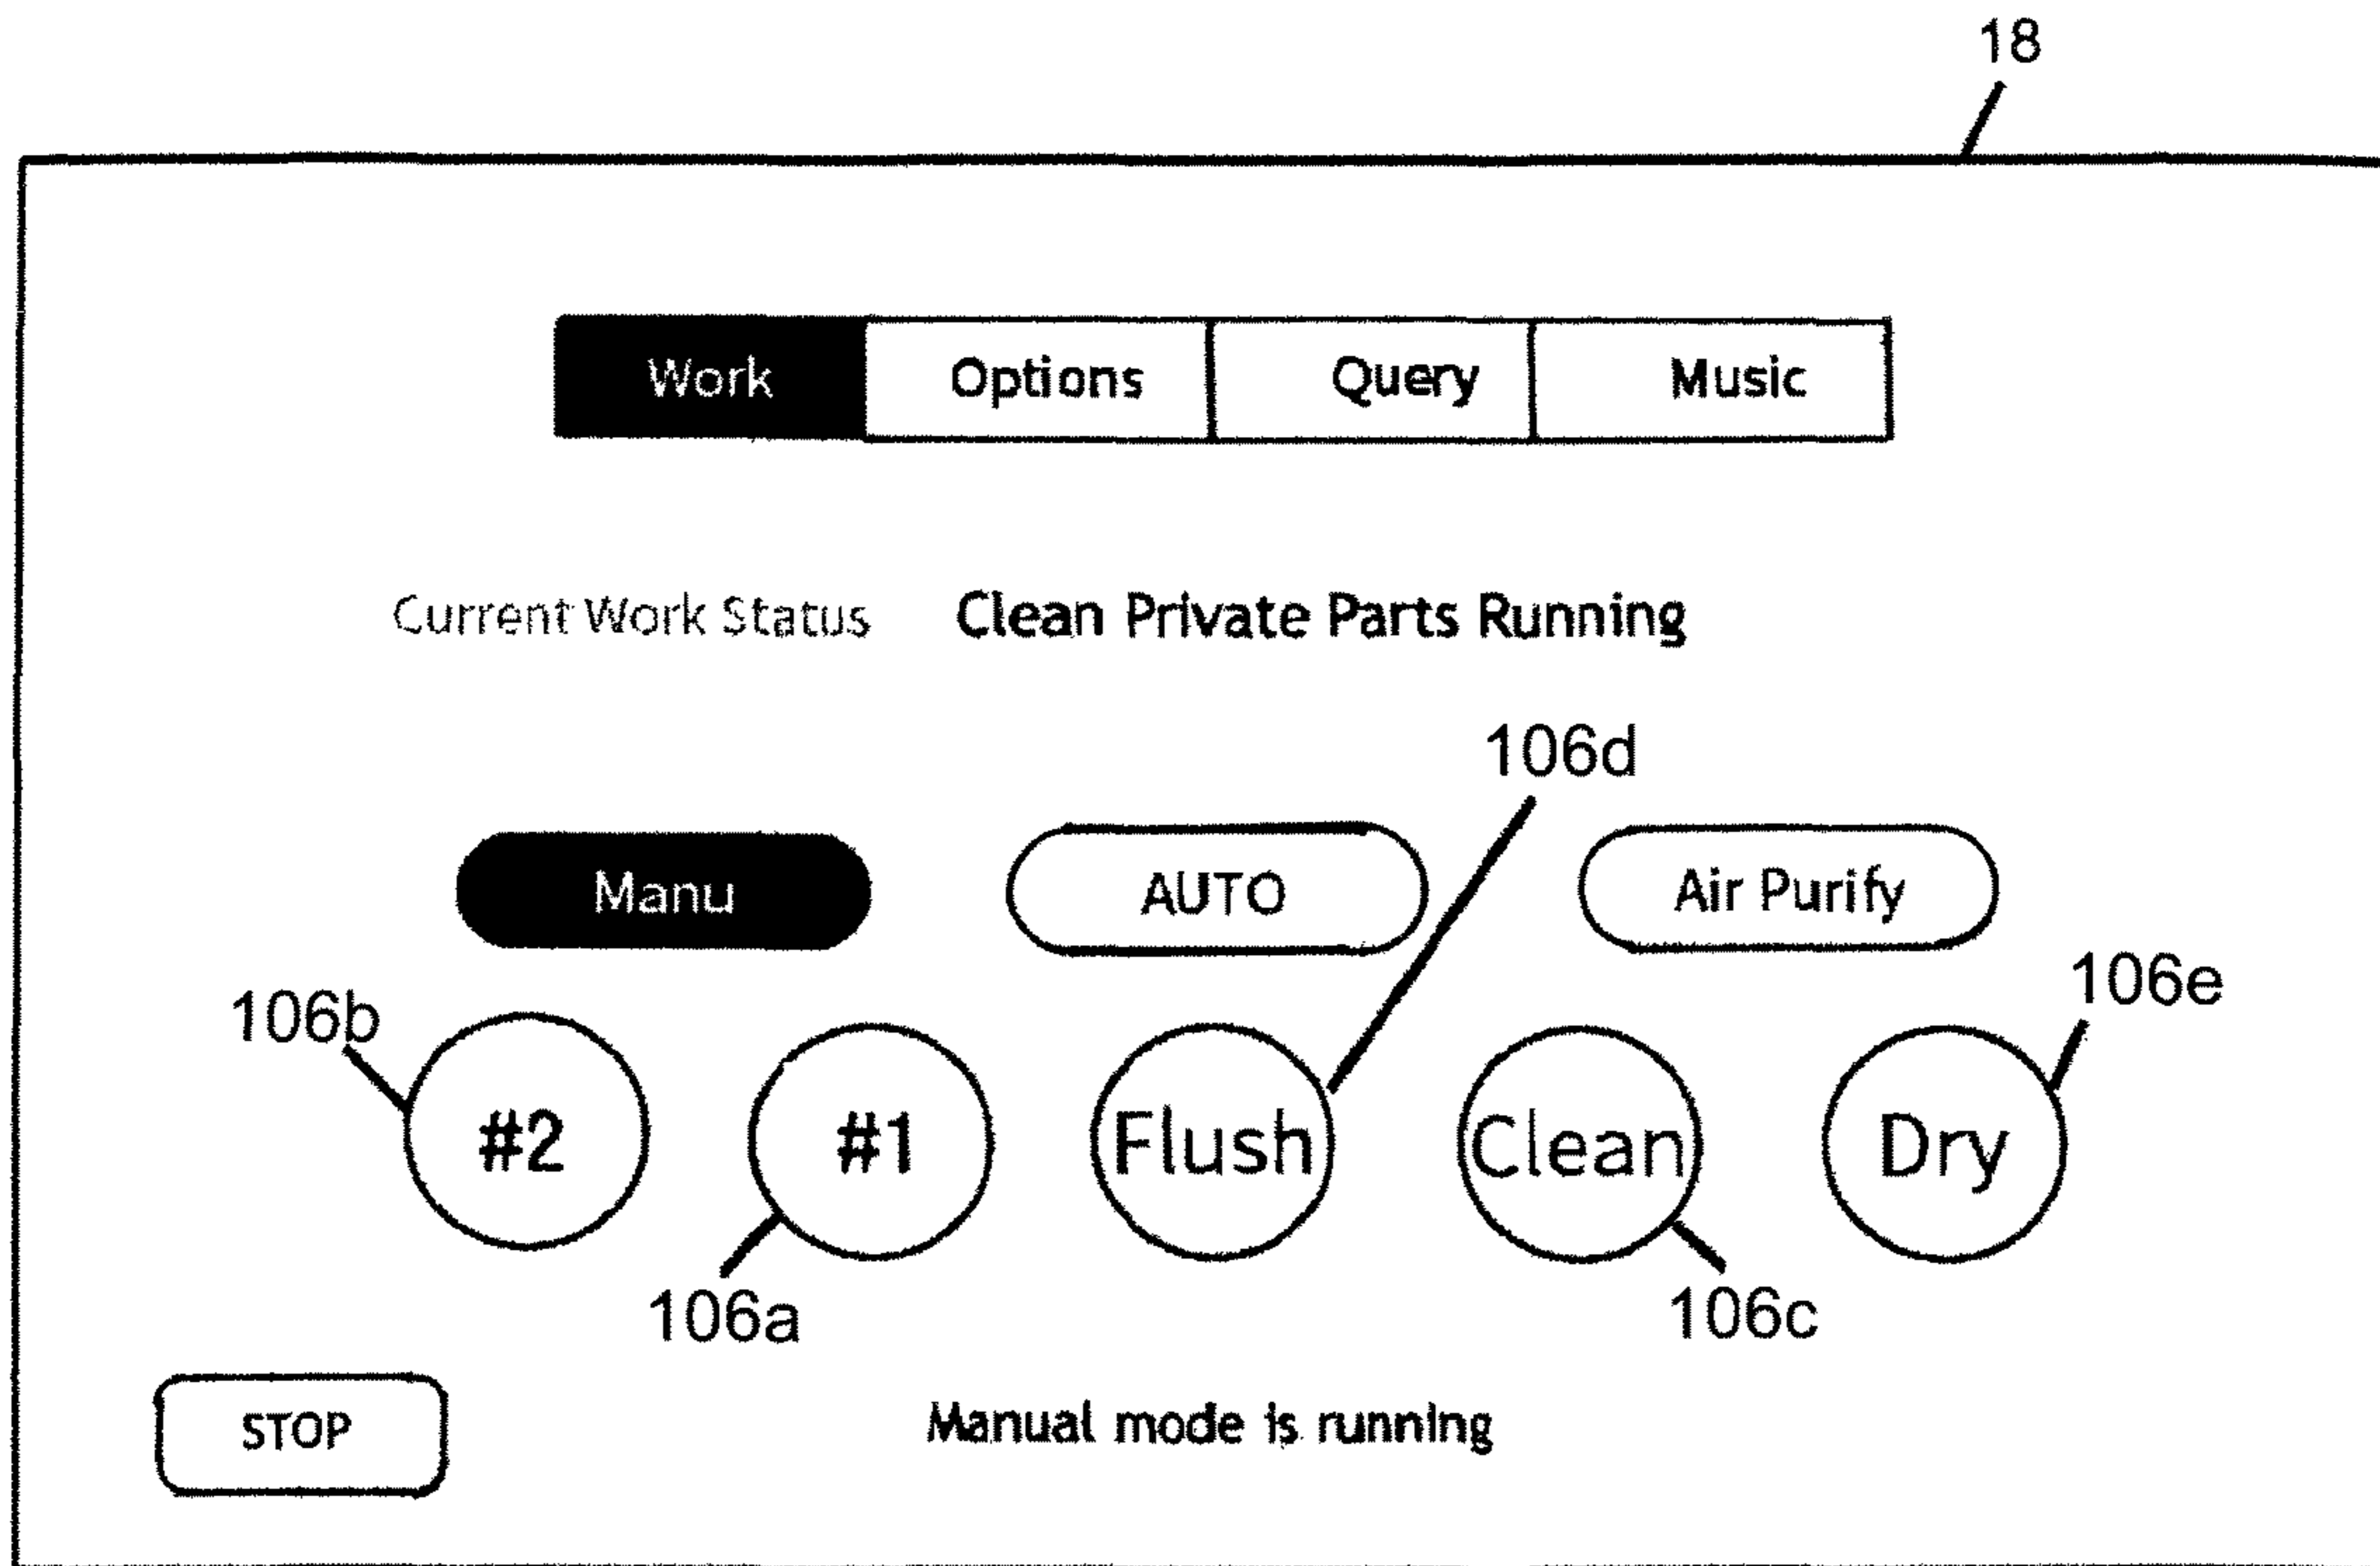 18
Work Options Query Music
Current Work Status Clean Private Parts Running
106d
Manu AUTO Air Purify
106b 106e
#2 #1 Flush Clean Dry
106a 106c
STOP Manual mode is running